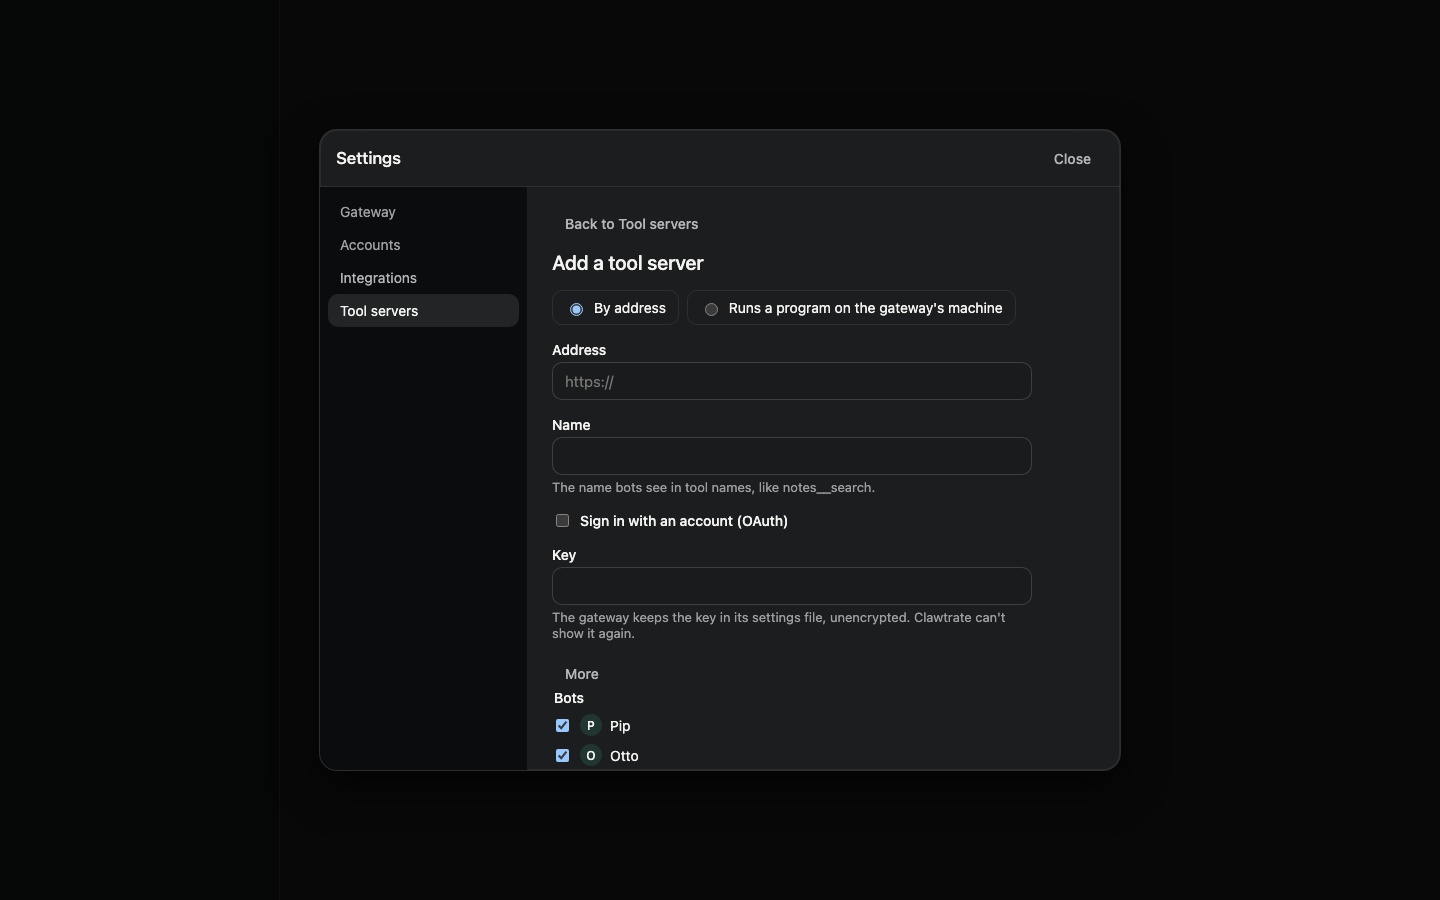 Settings
Close
Gateway
Accounts
Integrations
Tool servers
Back to Tool servers
Add a tool server
By address
Runs a program on the gateway's machine
Address
https://
Name
The name bots see in tool names, like notes__search.
Sign in with an account (OAuth)
Key
The gateway keeps the key in its settings file, unencrypted. Clawtrate can't
show it again.
More
Bots
P Pip
O Otto